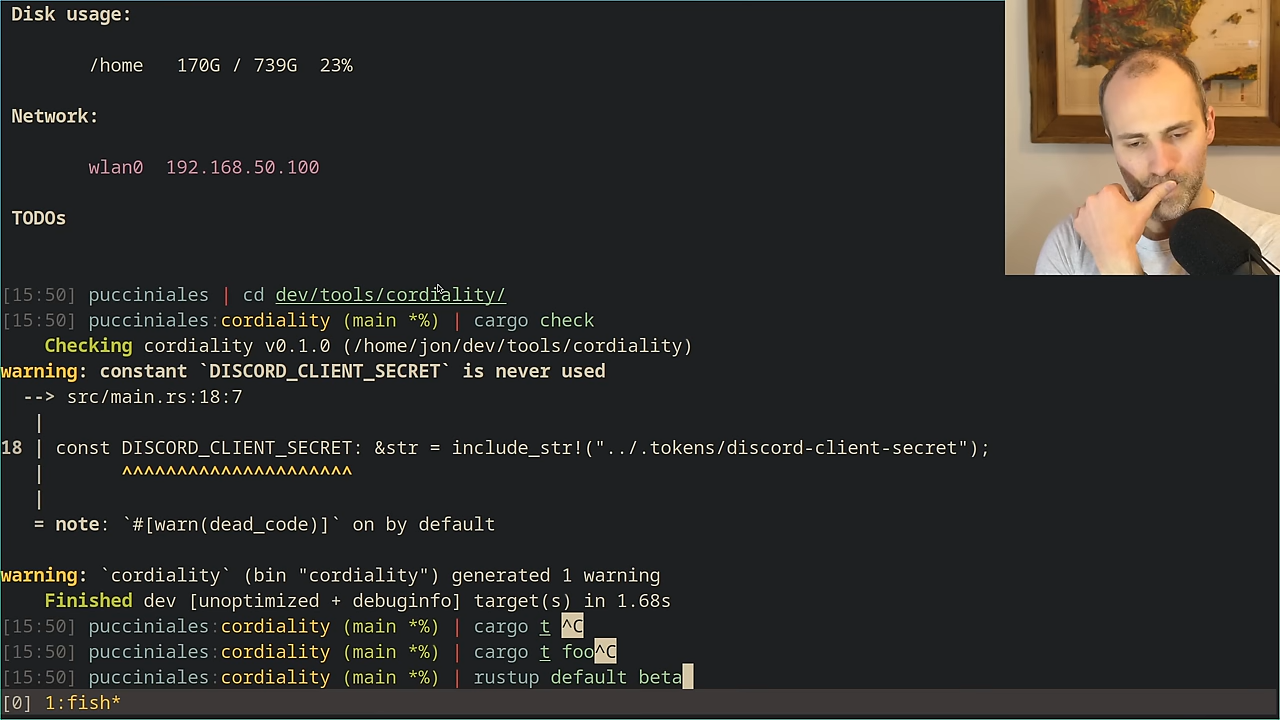 Disk usage:
/home 170G / 739G 23%
Network:
wlan0 192.168.50.100
TODOs
[15:50] pucciniales | cd dev/tools/cordiality/
[15:50] pucciniales:cordiality (main *%) | cargo check
Checking cordiality v0.1.0 (/home/jon/dev/tools/cordiality)
warning: constant `DISCORD_CLIENT_SECRET` is never used
--> src/main.rs:18:7
|
18 | const DISCORD_CLIENT_SECRET: &str = include_str!("../.tokens/discord-client-secret");
| ^^^^^^^^^^^^^^^^^^^^^
|
= note: `#[warn(dead_code)]` on by default
warning: `cordiality` (bin "cordiality") generated 1 warning
Finished dev [unoptimized + debuginfo] target(s) in 1.68s
[15:50] pucciniales:cordiality (main *%) | cargo t ^C
[15:50] pucciniales:cordiality (main *%) | cargo t foo^C
[15:50] pucciniales:cordiality (main *%) | rustup default beta
[0] 1:fish*